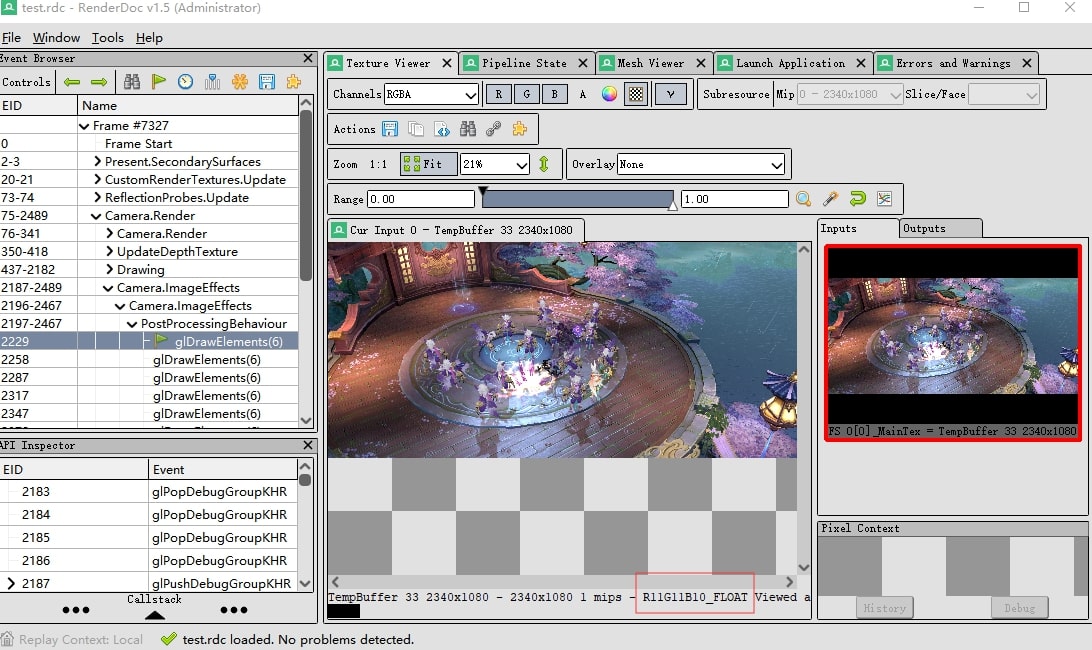 test.rdc - RenderDoc v1.5 (Administrator)
File Window Tools Help
Event Browser
Controls
EID Name
Frame #7327
0 Frame Start
2-3 Present.SecondarySurfaces
20-21 CustomRenderTextures.Update
73-74 ReflectionProbes.Update
75-2489 Camera.Render
76-341 Camera.Render
350-418 UpdateDepthTexture
437-2182 Drawing
2187-2489 Camera.ImageEffects
2196-2467 Camera.ImageEffects
2197-2467 PostProcessingBehaviour
2229 glDrawElements(6)
2258 glDrawElements(6)
2287 glDrawElements(6)
2317 glDrawElements(6)
2347 glDrawElements(6)
API Inspector
EID Event
2183 glPopDebugGroupKHR
2184 glPopDebugGroupKHR
2185 glPopDebugGroupKHR
2186 glPopDebugGroupKHR
2187 glPushDebugGroupKHR
Callstack
Texture Viewer Pipeline State Mesh Viewer Launch Application Errors and Warnings
Channels RGBA R G B A γ Subresource Mip 0 - 2340x1080 Slice/Face
Actions
Zoom 1:1 Fit 21% Overlay None
Range 0.00 1.00
Cur Input 0 - TempBuffer 33 2340x1080
TempBuffer 33 2340x1080 - 2340x1080 1 mips - R11G11B10_FLOAT Viewed a
Inputs Outputs
FS 0[0] _MainTex = TempBuffer 33 2340x1080
Pixel Context
History Debug
Replay Context: Local test.rdc loaded. No problems detected.